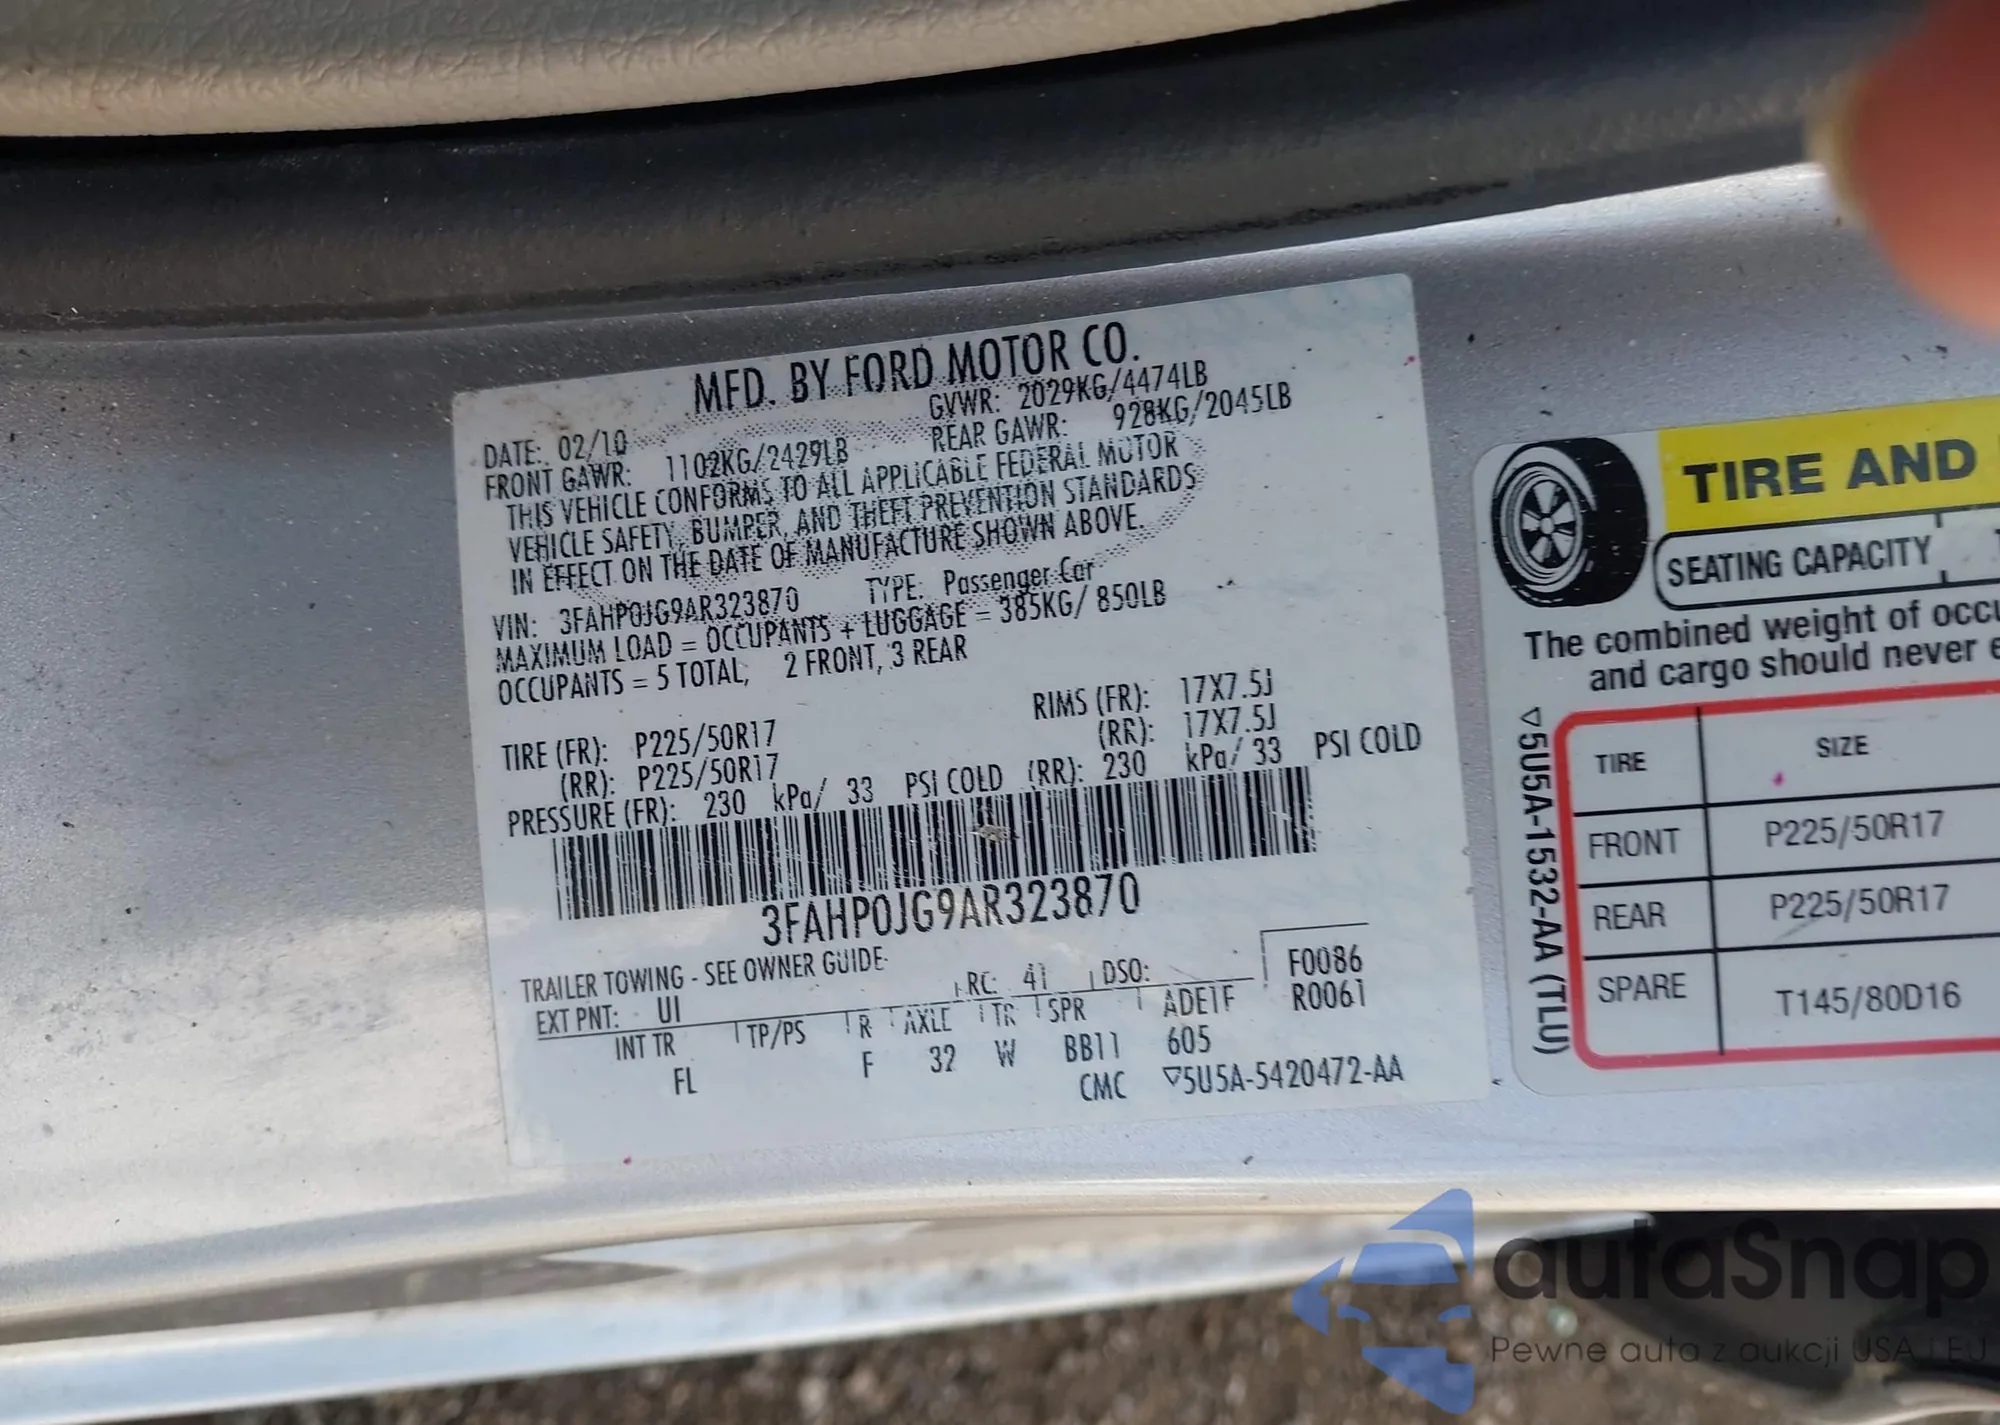 MFD. BY FORD MOTOR CO.
DATE: 02/10 GVWR: 2029KG/4474LB
FRONT GAWR: 1102KG/2429LB REAR GAWR: 928KG/2045LB
THIS VEHICLE CONFORMS TO ALL APPLICABLE FEDERAL MOTOR
VEHICLE SAFETY, BUMPER, AND THEFT PREVENTION STANDARDS
IN EFFECT ON THE DATE OF MANUFACTURE SHOWN ABOVE.
VIN: 3FAHP0JG9AR323870 TYPE: Passenger Car
MAXIMUM LOAD = OCCUPANTS + LUGGAGE = 385KG/ 850LB
OCCUPANTS = 5 TOTAL, 2 FRONT, 3 REAR
TIRE (FR): P225/50R17 RIMS (FR): 17X7.5J
(RR): P225/50R17 (RR): 17X7.5J
PRESSURE (FR): 230 kPa/ 33 PSI COLD (RR): 230 kPa/ 33 PSI COLD
3FAHP0JG9AR323870
TRAILER TOWING - SEE OWNER GUIDE
EXT PNT: UI RC: 41 DSO: F0086
INT TR TP/PS R AXLE TR SPR ADE1F R0061
FL F 32 W BB11 605
CMC ▽5U5A-5420472-AA
TIRE AND
SEATING CAPACITY
The combined weight of
and cargo should never
▽5U5A-1532-AA (TLU)
TIRE SIZE
FRONT P225/50R17
REAR P225/50R17
SPARE T145/80D16
autaSnap
Pewne auta z aukcji USA i EU